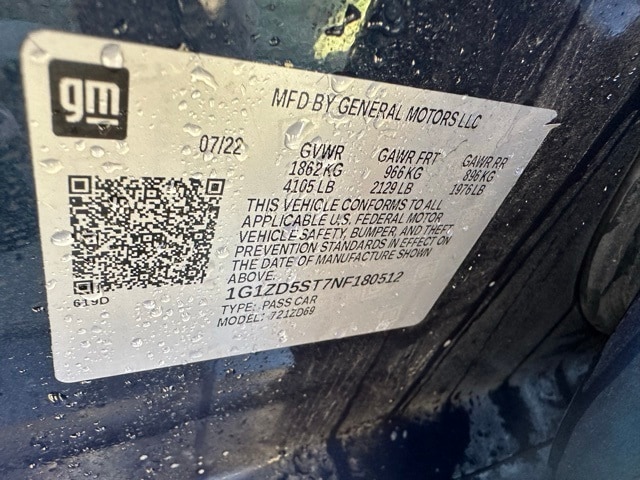 gm
MFD BY GENERAL MOTORS LLC
07/22 GVWR GAWR FRT GAWR RR
1862 KG 966 KG 896 KG
4105 LB 2129 LB 1976 LB
THIS VEHICLE CONFORMS TO ALL
APPLICABLE U.S. FEDERAL MOTOR
VEHICLE SAFETY, BUMPER, AND THEFT
PREVENTION STANDARDS IN EFFECT ON
THE DATE OF MANUFACTURE SHOWN
ABOVE.
619D
1G1ZD5ST7NF180512
TYPE: PASS CAR
MODEL: 721ZD69